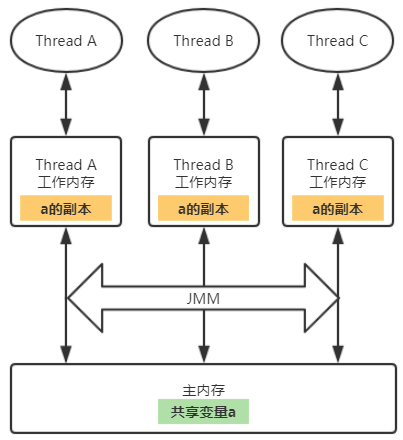 Thread A
Thread B
Thread C
Thread A
工作内存
a的副本
Thread B
工作内存
a的副本
Thread C
工作内存
a的副本
JMM
主内存
共享变量a